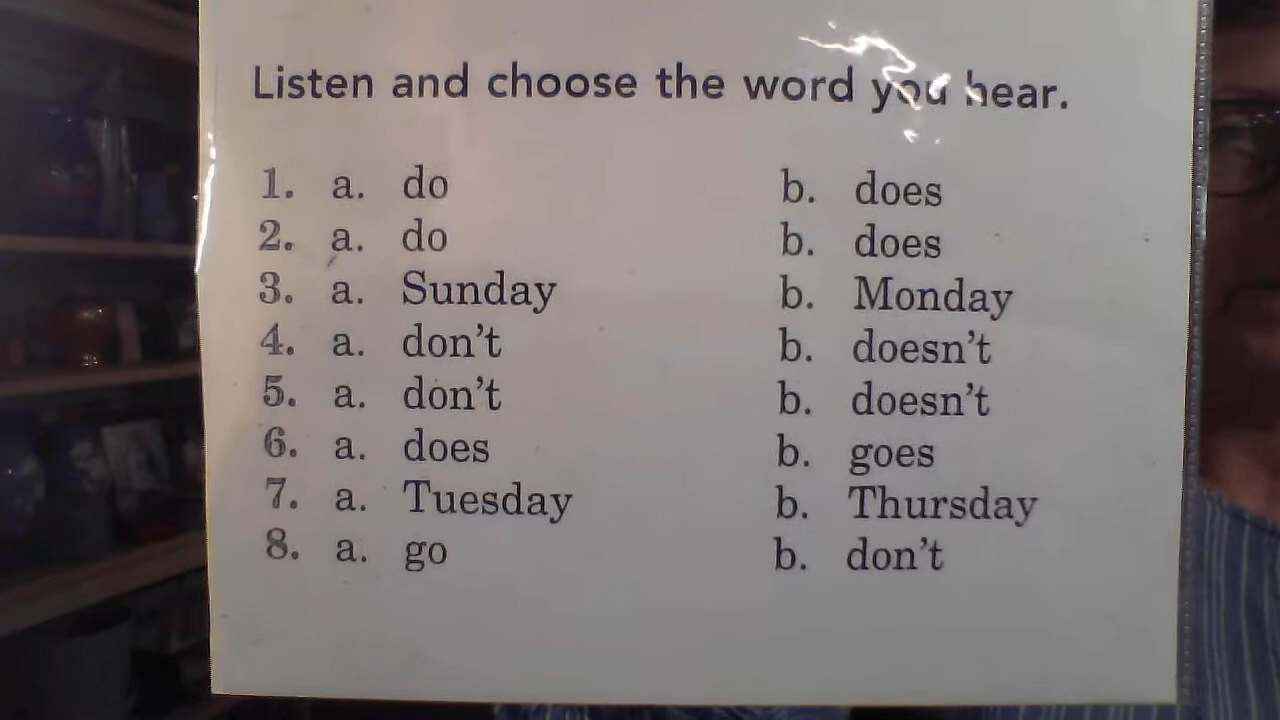 Listen and choose the word you hear.
1. a. do b. does
2. a. do b. does
3. a. Sunday b. Monday
4. a. don't b. doesn't
5. a. don't b. doesn't
6. a. does b. goes
7. a. Tuesday b. Thursday
8. a. go b. don't